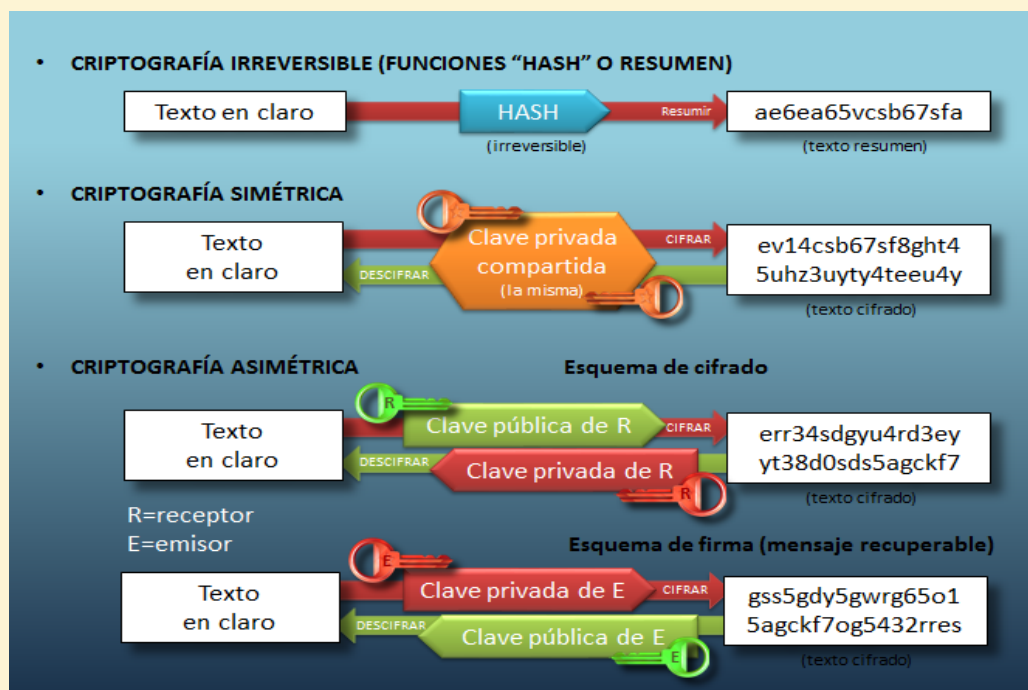 • CRIPTOGRAFÍA IRREVERSIBLE (FUNCIONES “HASH” O RESUMEN)
Texto en claro
HASH
Resumir
ae6ea65vcsb67sfa
(irreversible)
(texto resumen)
• CRIPTOGRAFÍA SIMÉTRICA
Texto
en claro
DESCIFRAR
Clave privada
compartida
(la misma)
CIFRAR
ev14csb67sf8ght4
5uhz3uyty4teeu4y
(texto cifrado)
• CRIPTOGRAFÍA ASIMÉTRICA
Esquema de cifrado
Texto
en claro
R
Clave pública de R
CIFRAR
DESCIFRAR
Clave privada de R
R
err34sdgyu4rd3ey
yt38d0sds5agckf7
(texto cifrado)
R=receptor
E=emisor
Esquema de firma (mensaje recuperable)
Texto
en claro
E
Clave privada de E
CIFRAR
DESCIFRAR
Clave pública de E
E
gss5gdy5gwrg65o1
5agckf7og5432rres
(texto cifrado)